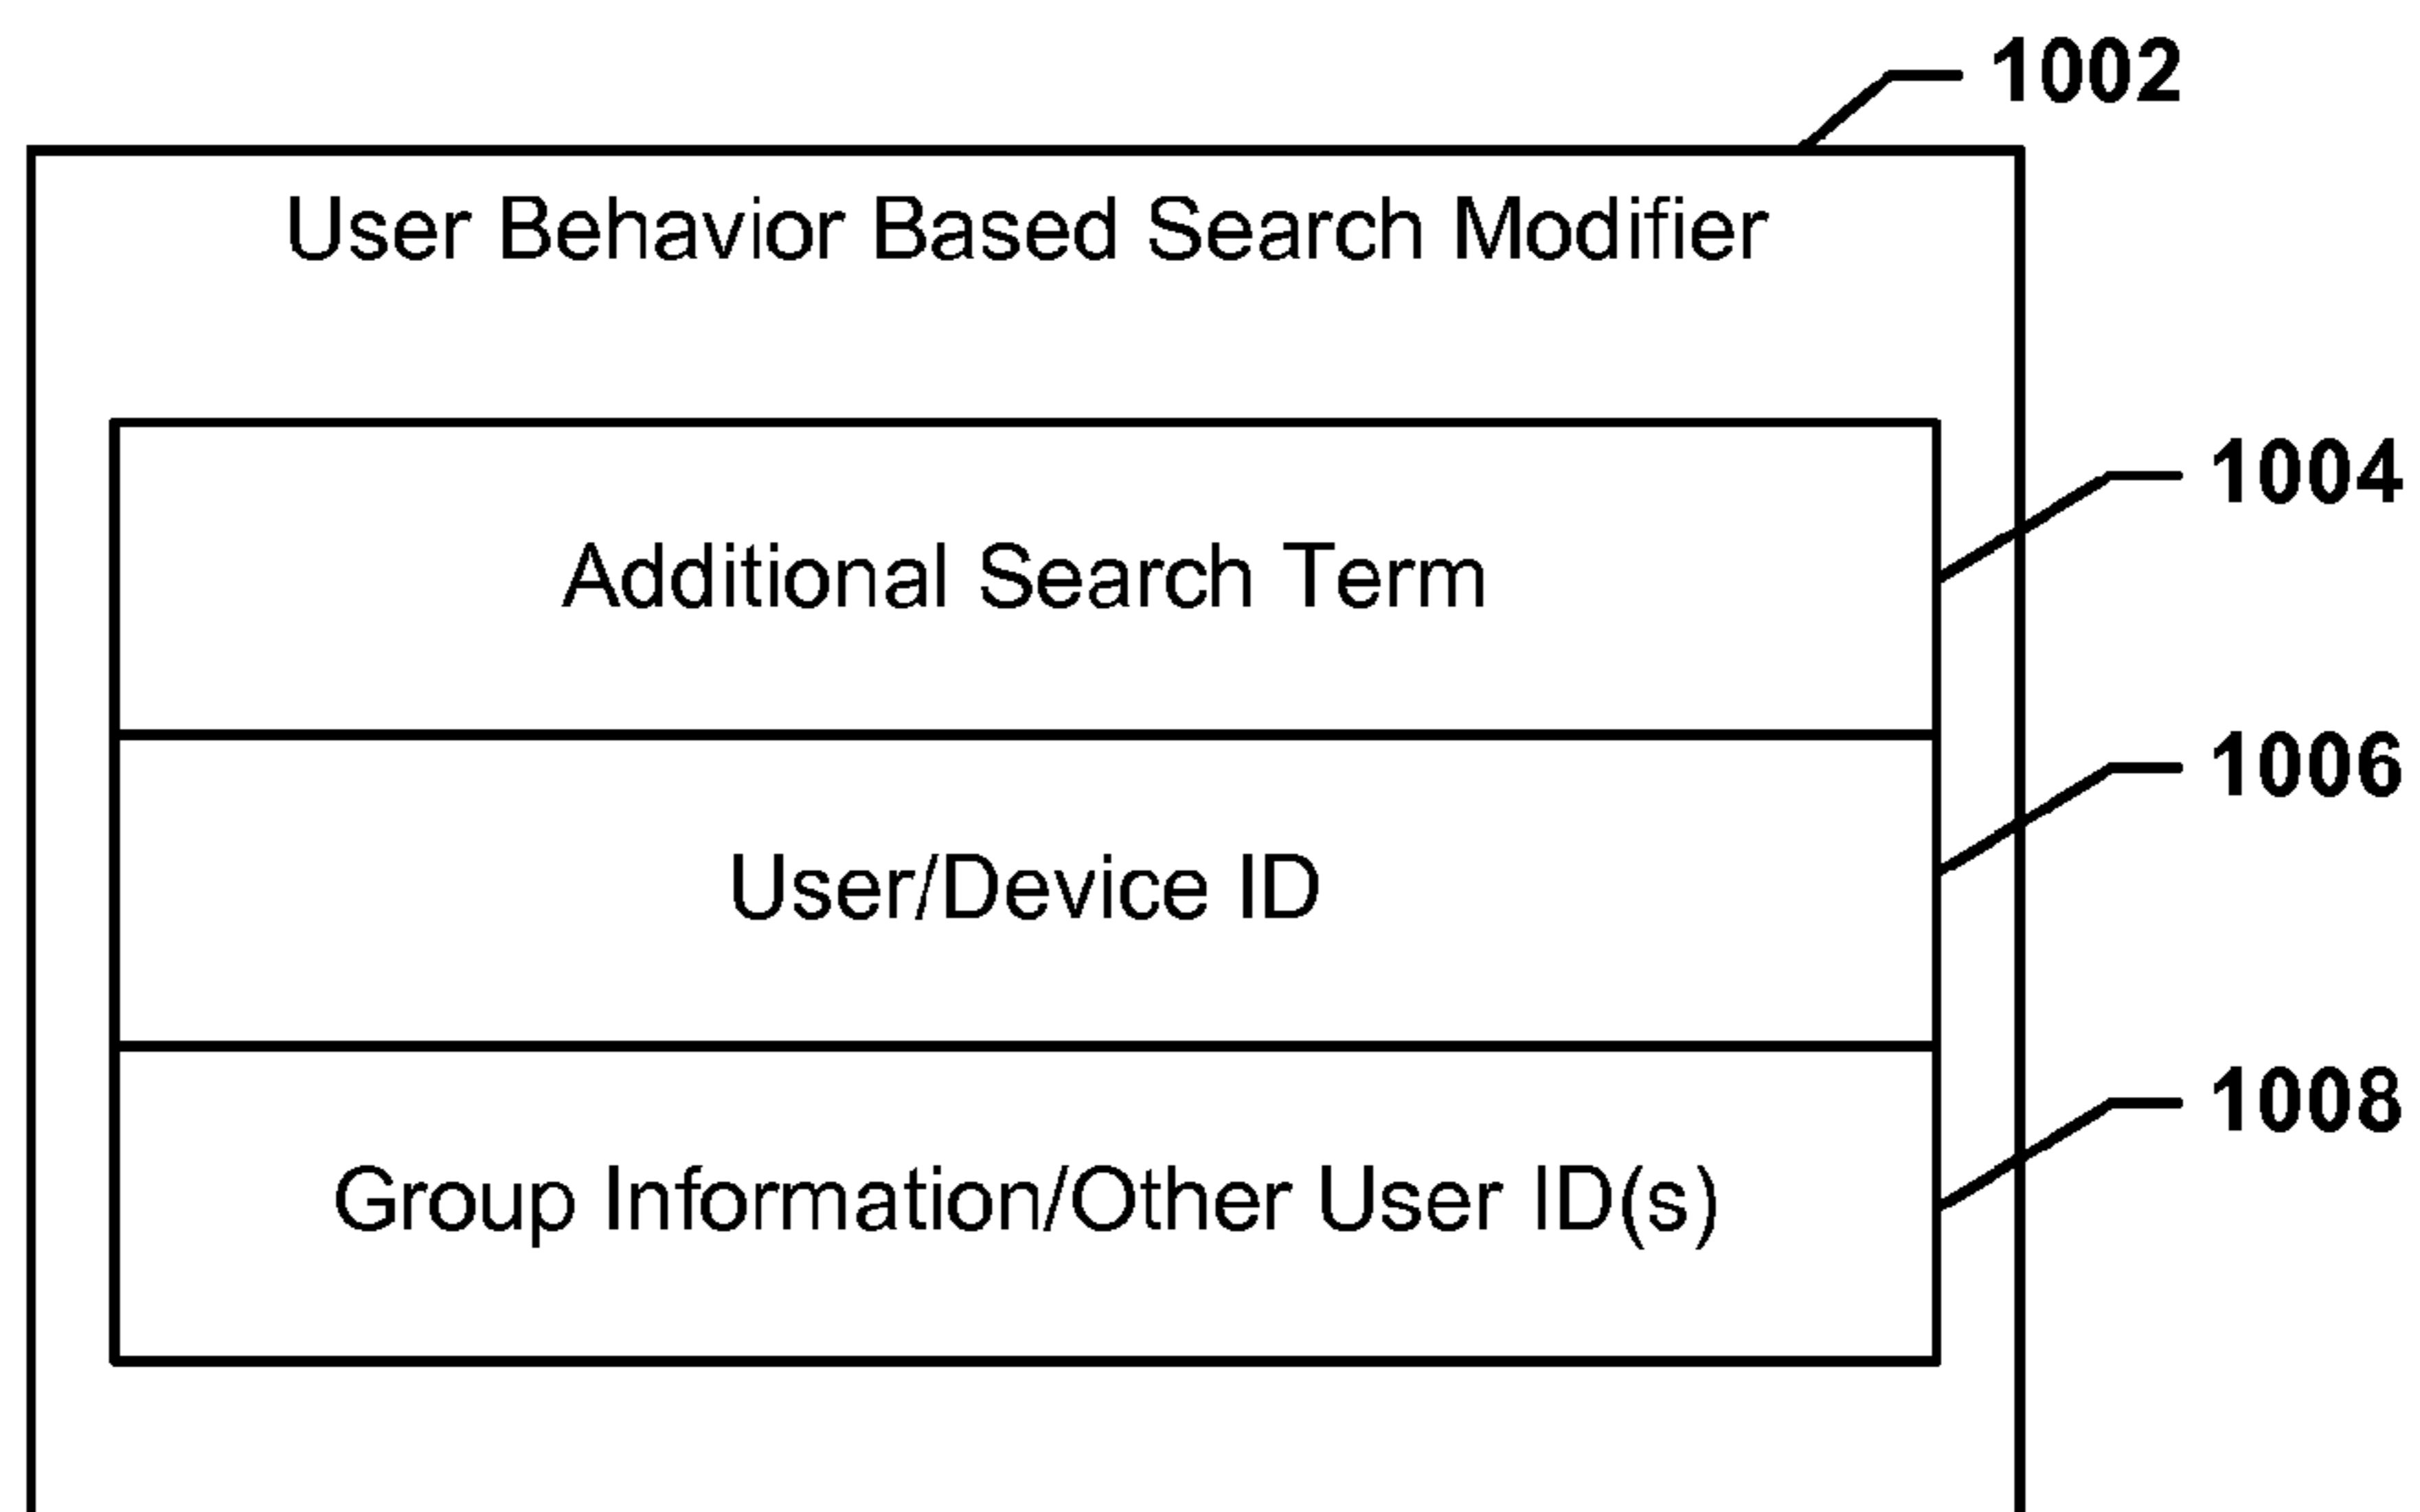 1002
User Behavior Based Search Modifier
1004
Additional Search Term
1006
User/Device ID
1008
Group Information/Other User ID(s)